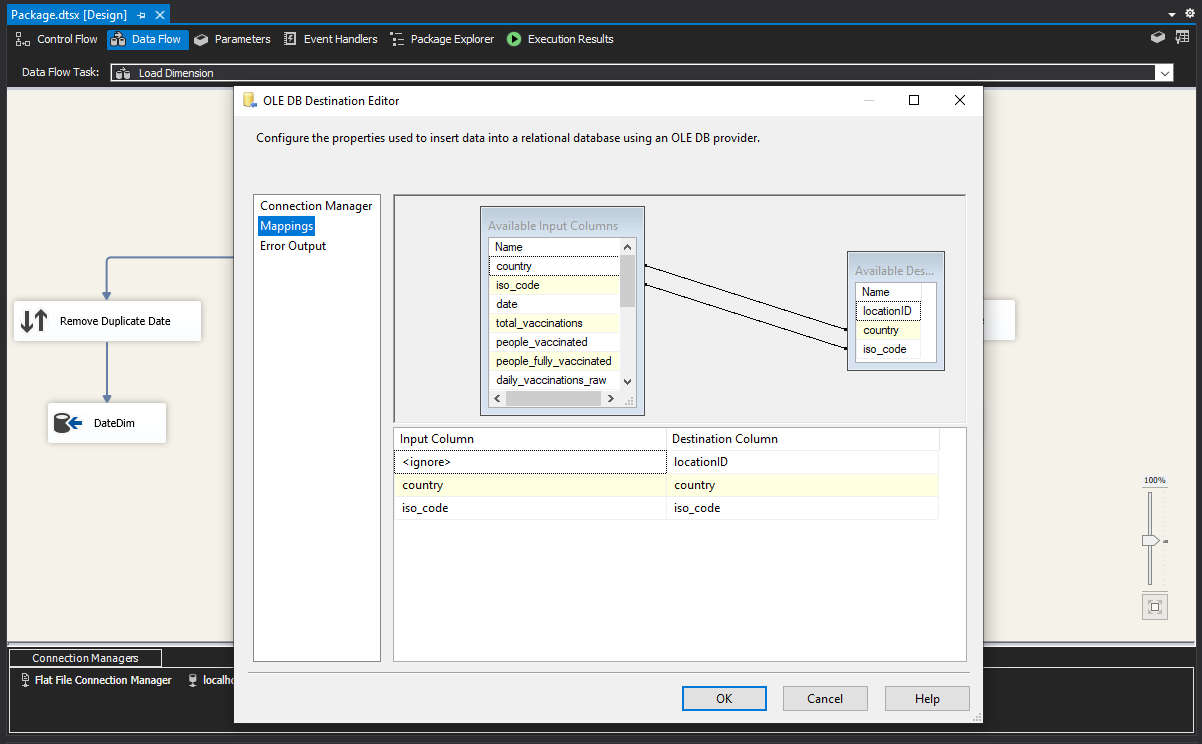 Package.dtsx [Design]
Control Flow Data Flow Parameters Event Handlers Package Explorer Execution Results
Data Flow Task: Load Dimension
OLE DB Destination Editor
Configure the properties used to insert data into a relational database using an OLE DB provider.
Connection Manager
Mappings
Error Output
Available Input Columns
Name
country
iso_code
date
total_vaccinations
people_vaccinated
people_fully_vaccinated
daily_vaccinations_raw
Available Des...
Name
locationID
country
iso_code
Remove Duplicate Date
DateDim
Input Column Destination Column
<ignore> locationID
country country
iso_code iso_code
100%
Connection Managers
Flat File Connection Manager
OK Cancel Help